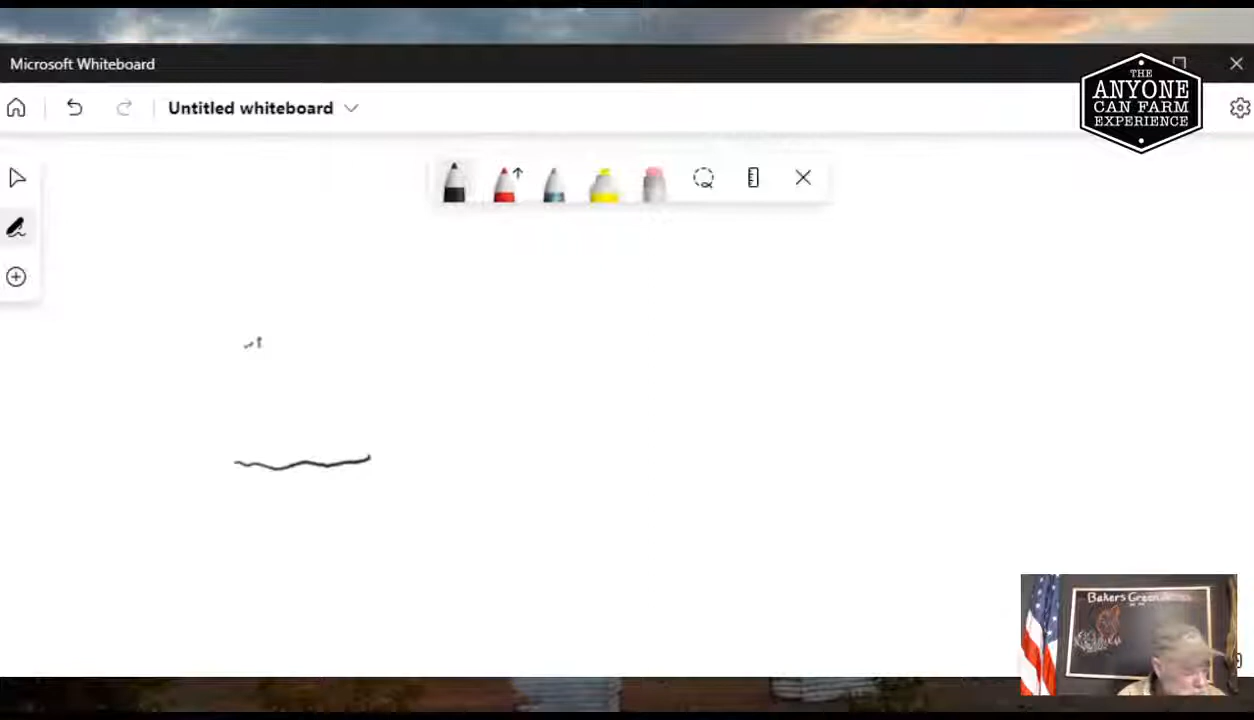 Microsoft Whiteboard
Untitled whiteboard
THE
ANYONE
CAN FARM
EXPERIENCE
Bakers Green Acres